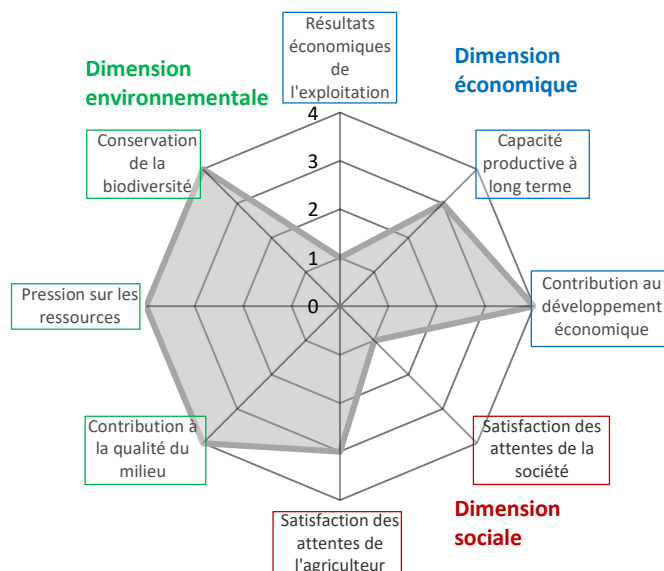 Résultats
économiques
de
l'exploitation
Dimension
économique
Dimension
environnementale
Conservation
de la
biodiversité
Capacité
productive à
long terme
4
3
2
1
0
Pression sur les
ressources
Contribution au
développement
économique
Contribution à
la qualité du
milieu
Satisfaction des
attentes de la
société
Satisfaction des
attentes de
l'agriculteur
Dimension
sociale